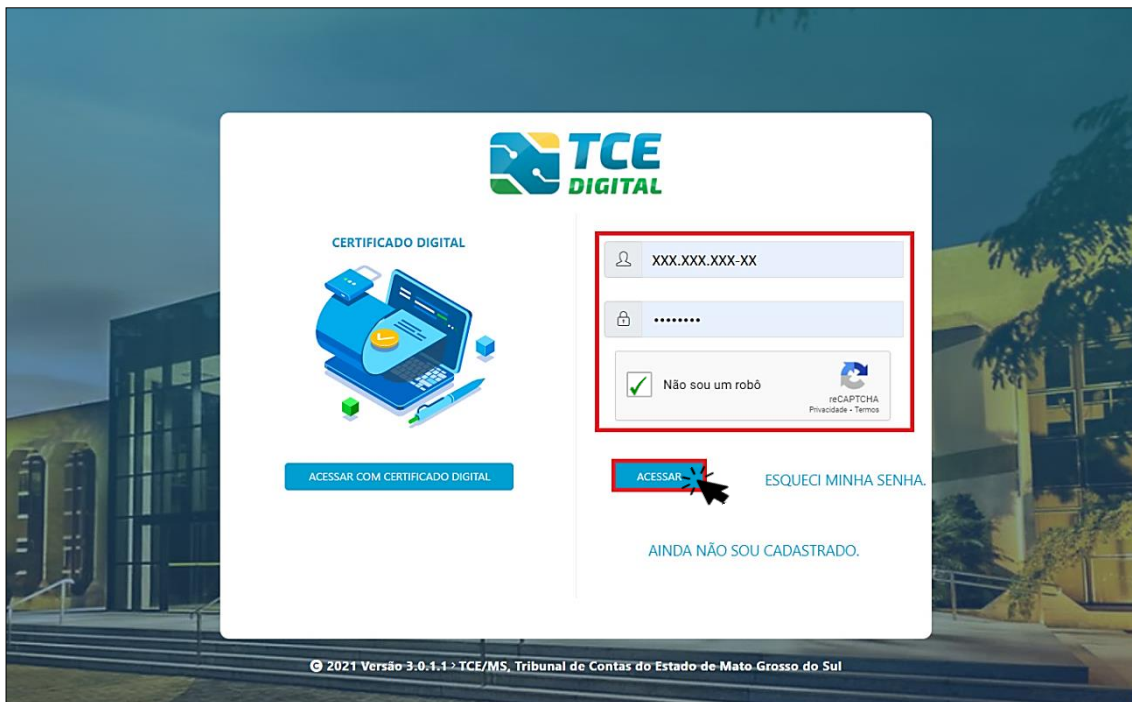 TCE
DIGITAL
CERTIFICADO DIGITAL
ACESSAR COM CERTIFICADO DIGITAL
XXX.XXX.XXX-XX
••••••••
Não sou um robô
reCAPTCHA
Privacidade - Termos
ACESSAR
ESQUECI MINHA SENHA.
AINDA NÃO SOU CADASTRADO.
© 2021 Versão 3.0.1.1 > TCE/MS, Tribunal de Contas do Estado de Mato Grosso do Sul